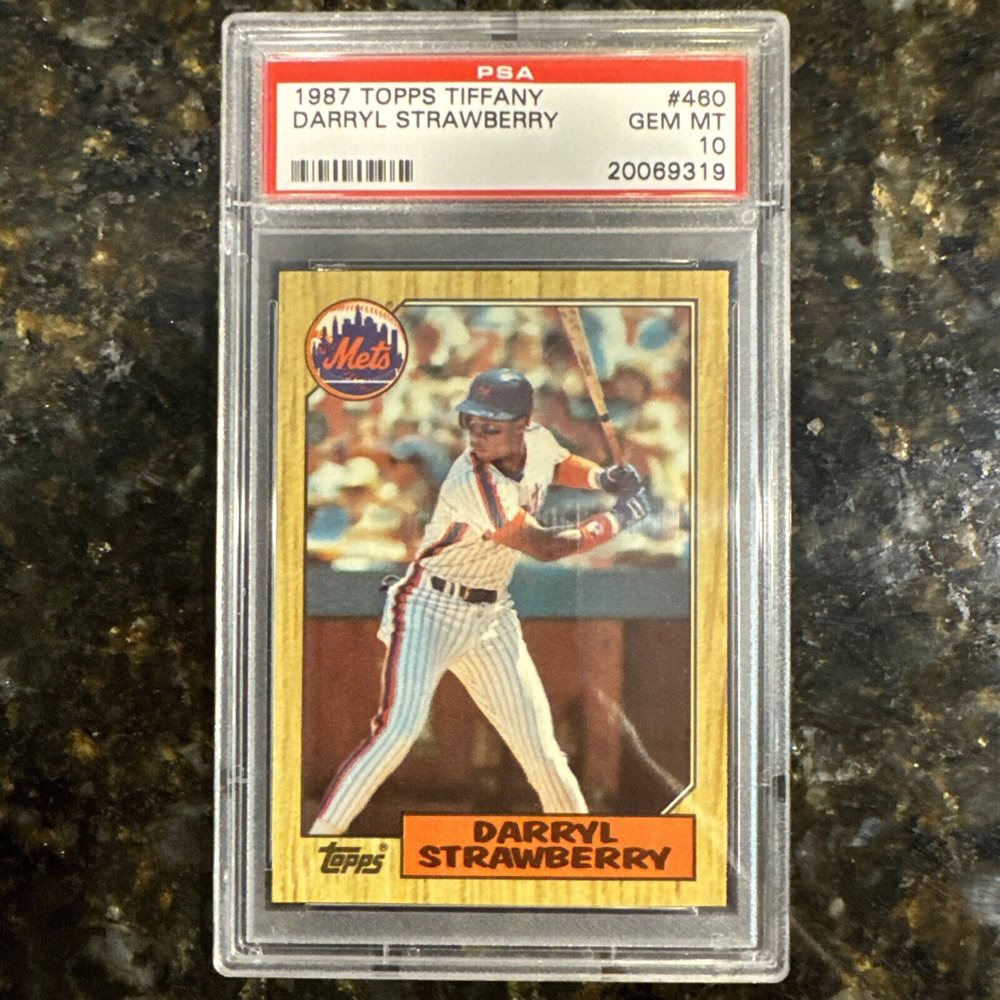 PSA
1987 TOPPS TIFFANY #460
DARRYL STRAWBERRY GEM MT
10
20069319
Mets
topps
DARRYL
STRAWBERRY